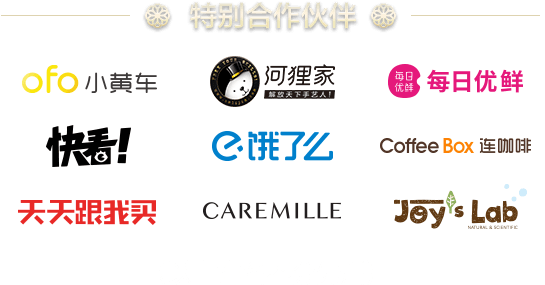 特别合作伙伴
ofo 小黄车
河狸家
解放天下手艺人!
每日优鲜 每日优鲜
快看!
e 饿了么
Coffee Box 连咖啡
天天跟我买
CAREMILLE
Joy's Lab
NATURAL & SCIENTIFIC